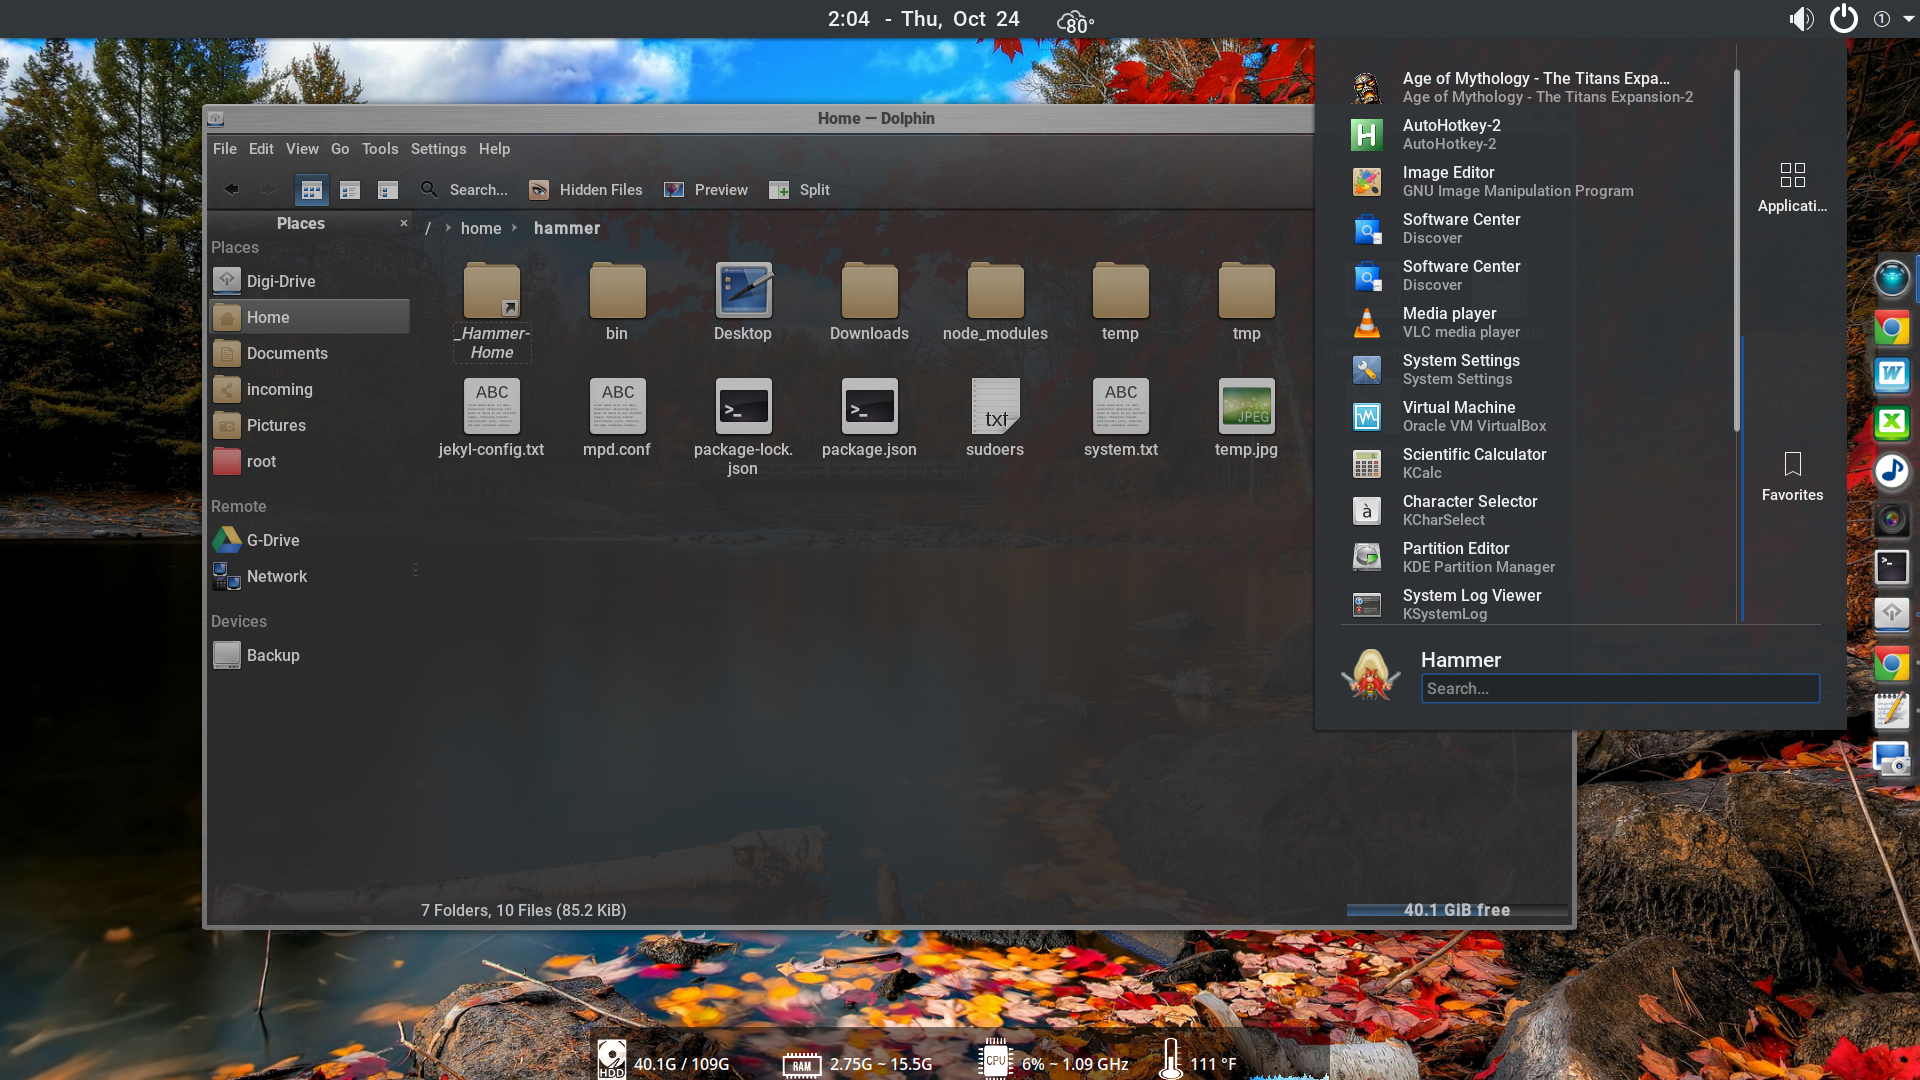 2:04 - Thu, Oct 24
80°
1
Home — Dolphin
File Edit View Go Tools Settings Help
Search... Hidden Files Preview Split
Places
/ home hammer
Places
Digi-Drive
Home
Documents
incoming
Pictures
root
Remote
G-Drive
Network
Devices
Backup
_Hammer-
Home
bin
Desktop
Downloads
node_modules
temp
tmp
ABC
jekyl-config.txt
ABC
mpd.conf
>_
package-lock.
json
>_
package.json
txt
sudoers
ABC
system.txt
JPEG
temp.jpg
7 Folders, 10 Files (85.2 KiB)
40.1 GiB free
Age of Mythology - The Titans Expa...
Age of Mythology - The Titans Expansion-2
H
AutoHotkey-2
AutoHotkey-2
Image Editor
GNU Image Manipulation Program
Software Center
Discover
Software Center
Discover
Media player
VLC media player
System Settings
System Settings
Virtual Machine
Oracle VM VirtualBox
Scientific Calculator
KCalc
à
Character Selector
KCharSelect
Partition Editor
KDE Partition Manager
System Log Viewer
KSystemLog
Applicati...
Favorites
Hammer
Search...
W
X
>_
HDD 40.1G / 109G
RAM 2.75G ~ 15.5G
CPU 6% ~ 1.09 GHz
111 °F